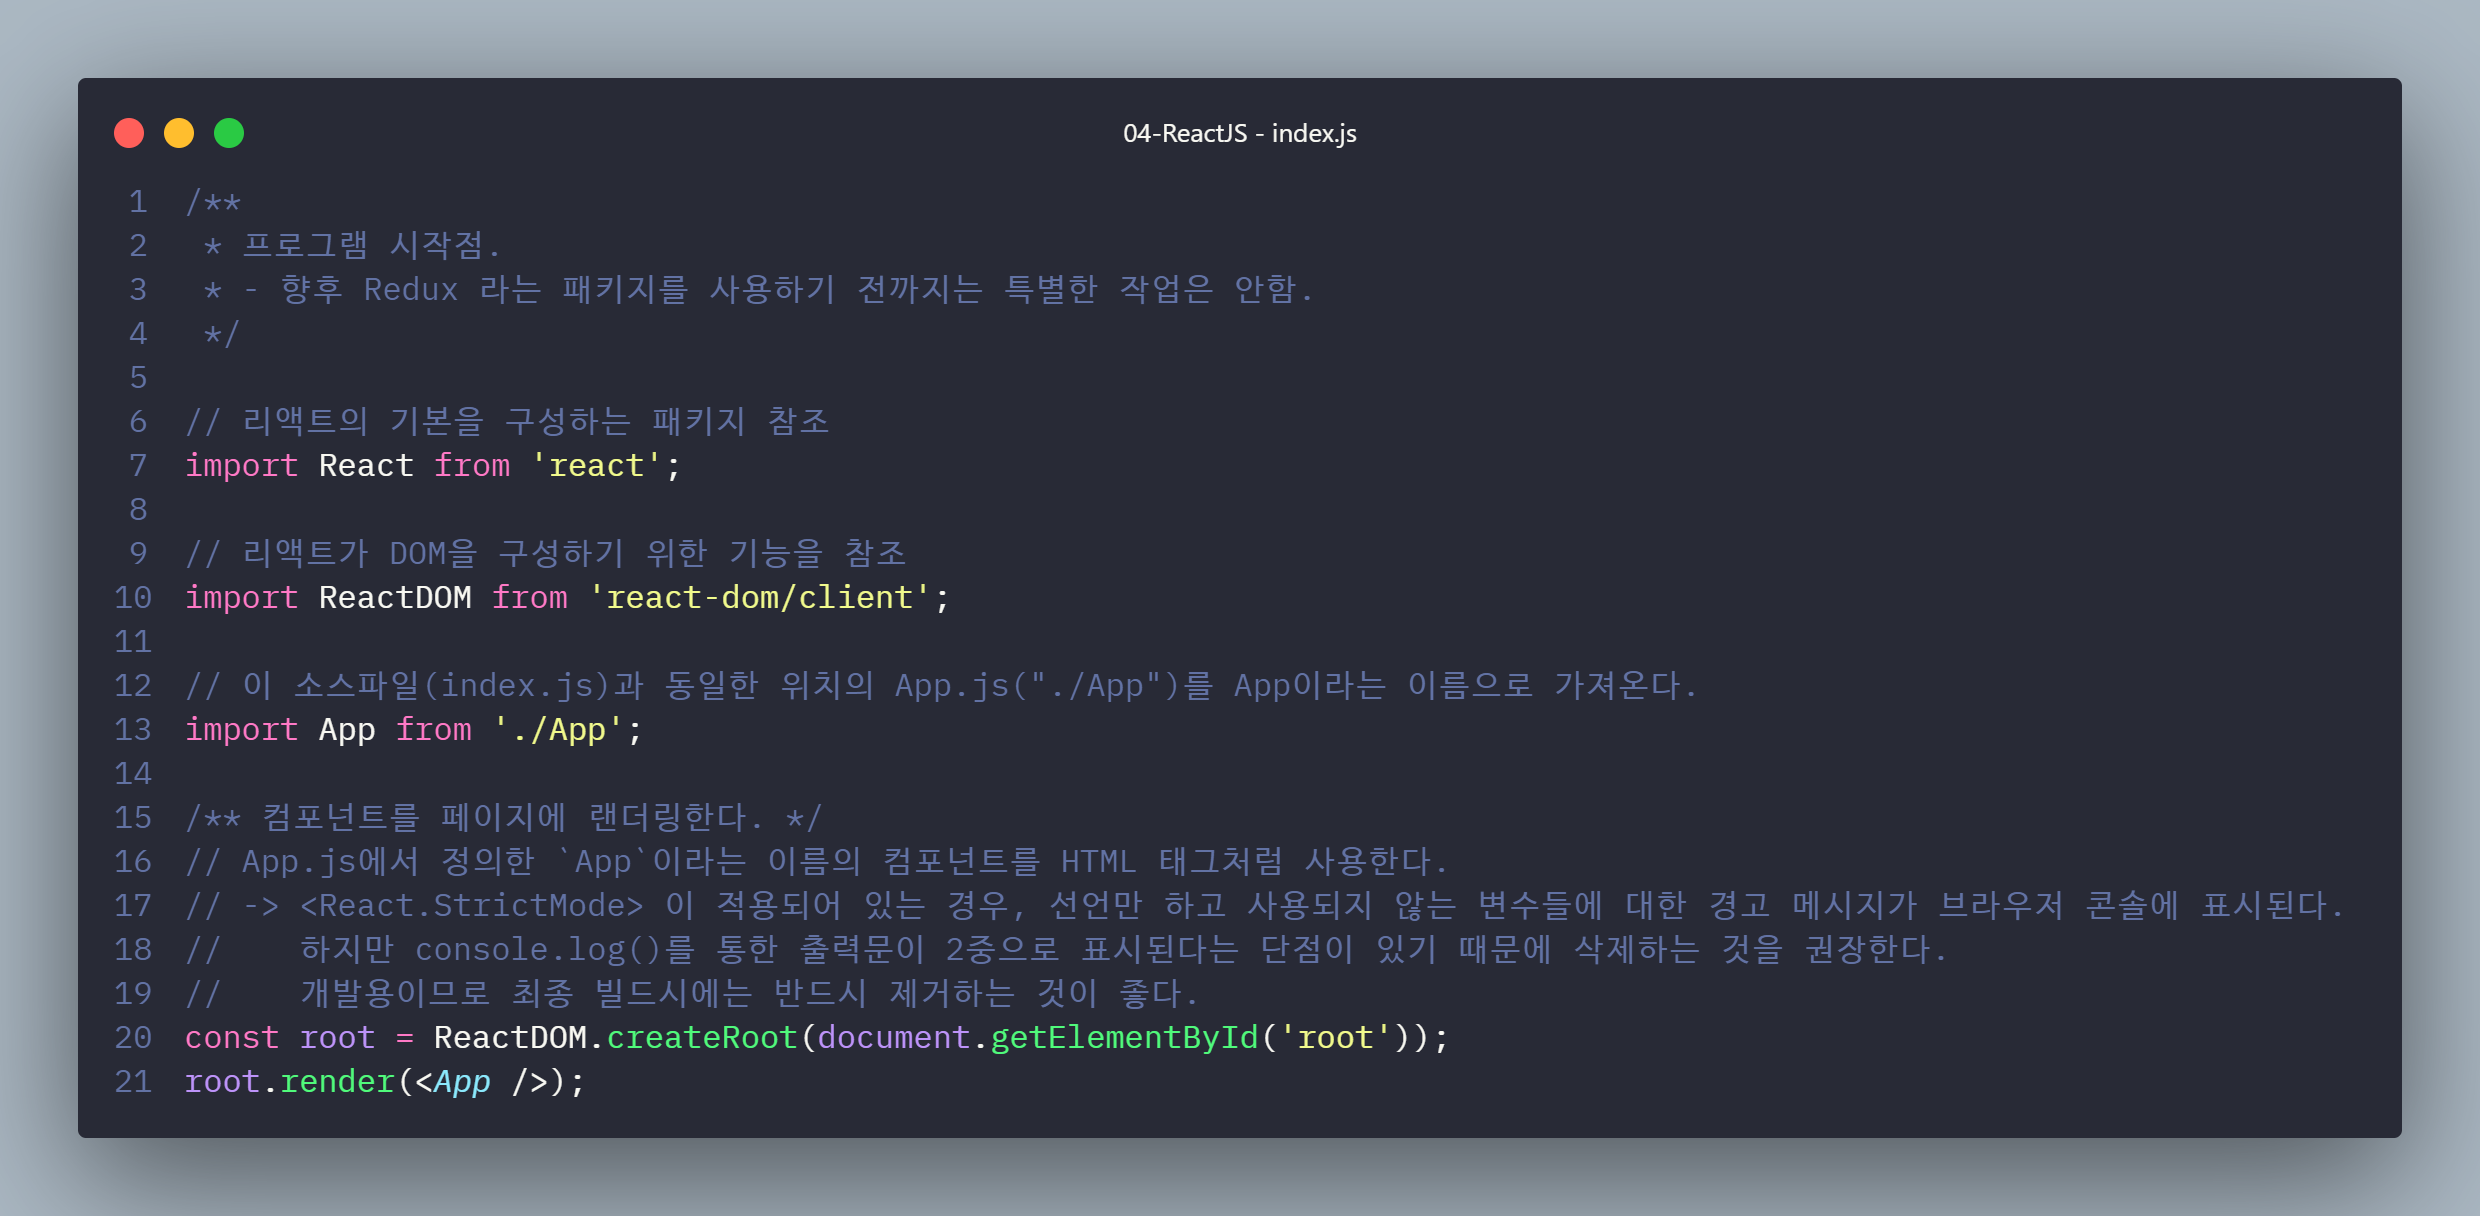 04-ReactJS - index.js
1 /**
2  * 프로그램 시작점.
3  * - 향후 Redux 라는 패키지를 사용하기 전까지는 특별한 작업은 안함.
4  */
5
6 // 리액트의 기본을 구성하는 패키지 참조
7 import React from 'react';
8
9 // 리액트가 DOM을 구성하기 위한 기능을 참조
10 import ReactDOM from 'react-dom/client';
11
12 // 이 소스파일(index.js)과 동일한 위치의 App.js("./App")를 App이라는 이름으로 가져온다.
13 import App from './App';
14
15 /** 컴포넌트를 페이지에 랜더링한다. */
16 // App.js에서 정의한 `App`이라는 이름의 컴포넌트를 HTML 태그처럼 사용한다.
17 // -> <React.StrictMode> 이 적용되어 있는 경우, 선언만 하고 사용되지 않는 변수들에 대한 경고 메시지가 브라우저 콘솔에 표시된다.
18 //    하지만 console.log()를 통한 출력문이 2중으로 표시된다는 단점이 있기 때문에 삭제하는 것을 권장한다.
19 //    개발용이므로 최종 빌드시에는 반드시 제거하는 것이 좋다.
20 const root = ReactDOM.createRoot(document.getElementById('root'));
21 root.render(<App />);